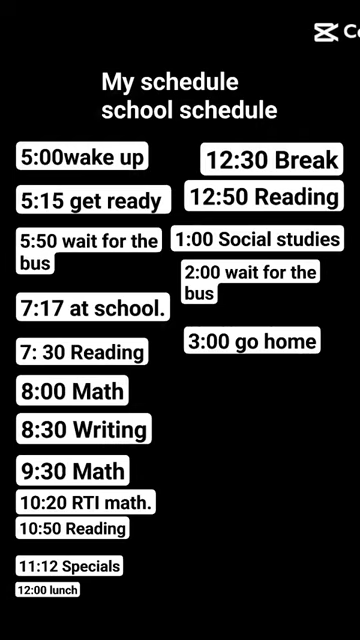 My schedule
school schedule
5:00wake up
5:15 get ready
5:50 wait for the
bus
7:17 at school.
7: 30 Reading
8:00 Math
8:30 Writing
9:30 Math
10:20 RTI math.
10:50 Reading
11:12 Specials
12:00 lunch
12:30 Break
12:50 Reading
1:00 Social studies
2:00 wait for the
bus
3:00 go home